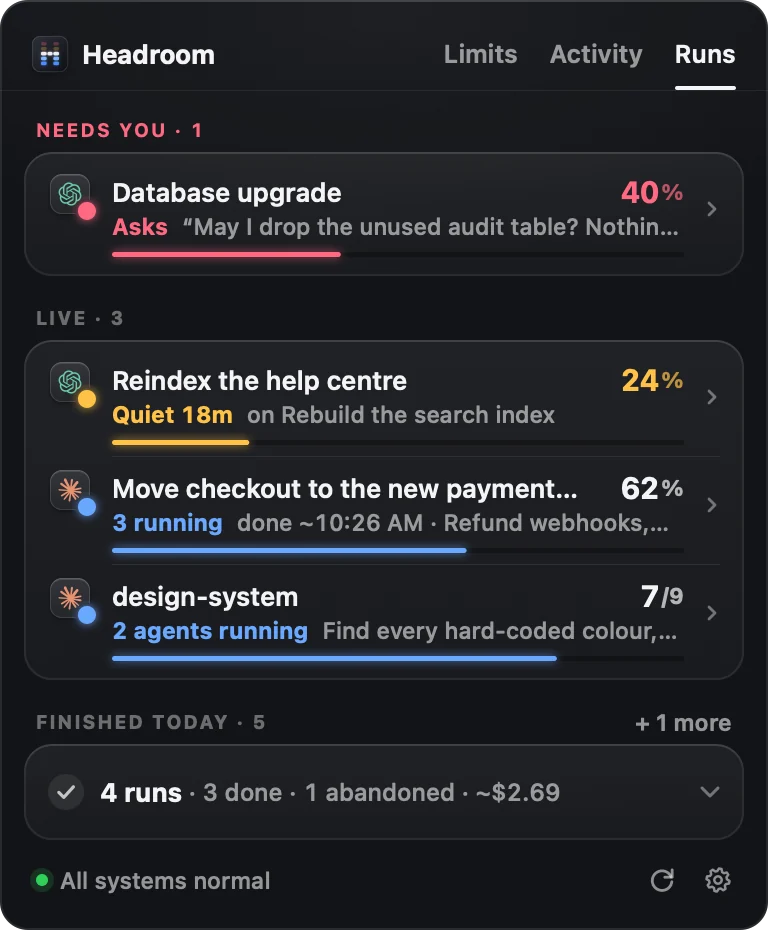 Headroom
Limits
Activity
Runs
NEEDS YOU · 1
Database upgrade
40%
Asks “May I drop the unused audit table? Nothin...
LIVE · 3
Reindex the help centre
24%
Quiet 18m on Rebuild the search index
Move checkout to the new payment...
62%
3 running done ~10:26 AM · Refund webhooks,...
design-system
7/9
2 agents running Find every hard-coded colour,...
FINISHED TODAY · 5
+ 1 more
4 runs · 3 done · 1 abandoned · ~$2.69
All systems normal